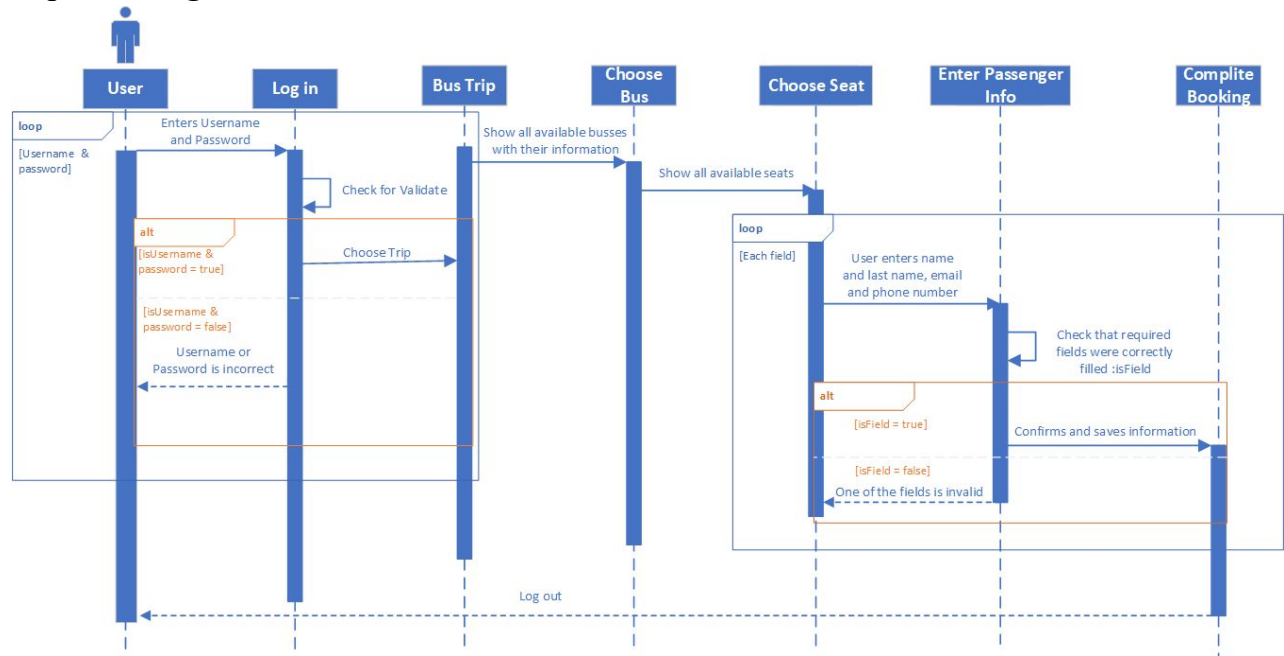 User
Log in
Bus Trip
Choose
Bus
Choose Seat
Enter Passenger
Info
Complite
Booking
loop
[Username &
password]
Enters Username
and Password
Show all available busses
with their information
Check for Validate
Show all available seats
alt
[isUsername &
password = true]
Choose Trip
[isUsername &
password = false]
Username or
Password is incorrect
loop
[Each field]
User enters name
and last name, email
and phone number
Check that required
fields were correctly
filled :isField
alt
[isField = true]
Confirms and saves information
[isField = false]
One of the fields is invalid
Log out